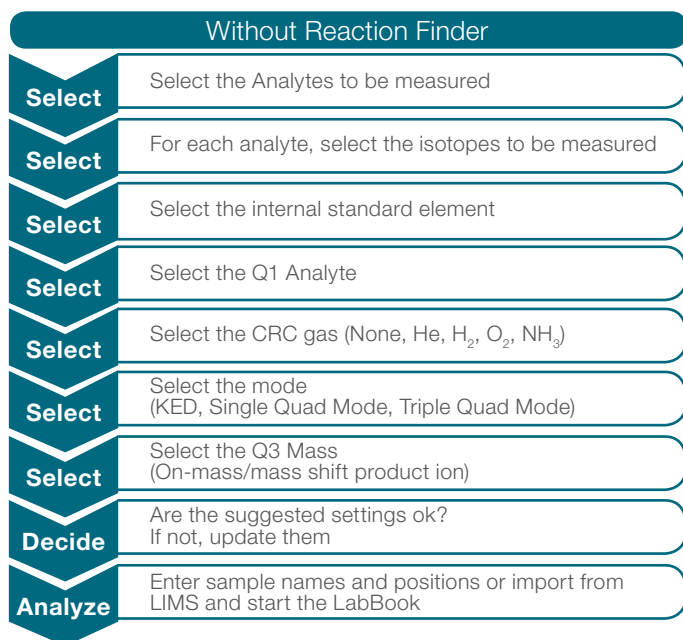 Without Reaction Finder
Select
Select the Analytes to be measured
Select
For each analyte, select the isotopes to be measured
Select
Select the internal standard element
Select
Select the Q1 Analyte
Select
Select the CRC gas (None, He, H₂, O₂, NH₃)
Select
Select the mode
(KED, Single Quad Mode, Triple Quad Mode)
Select
Select the Q3 Mass
(On-mass/mass shift product ion)
Decide
Are the suggested settings ok?
If not, update them
Analyze
Enter sample names and positions or import from
LIMS and start the LabBook